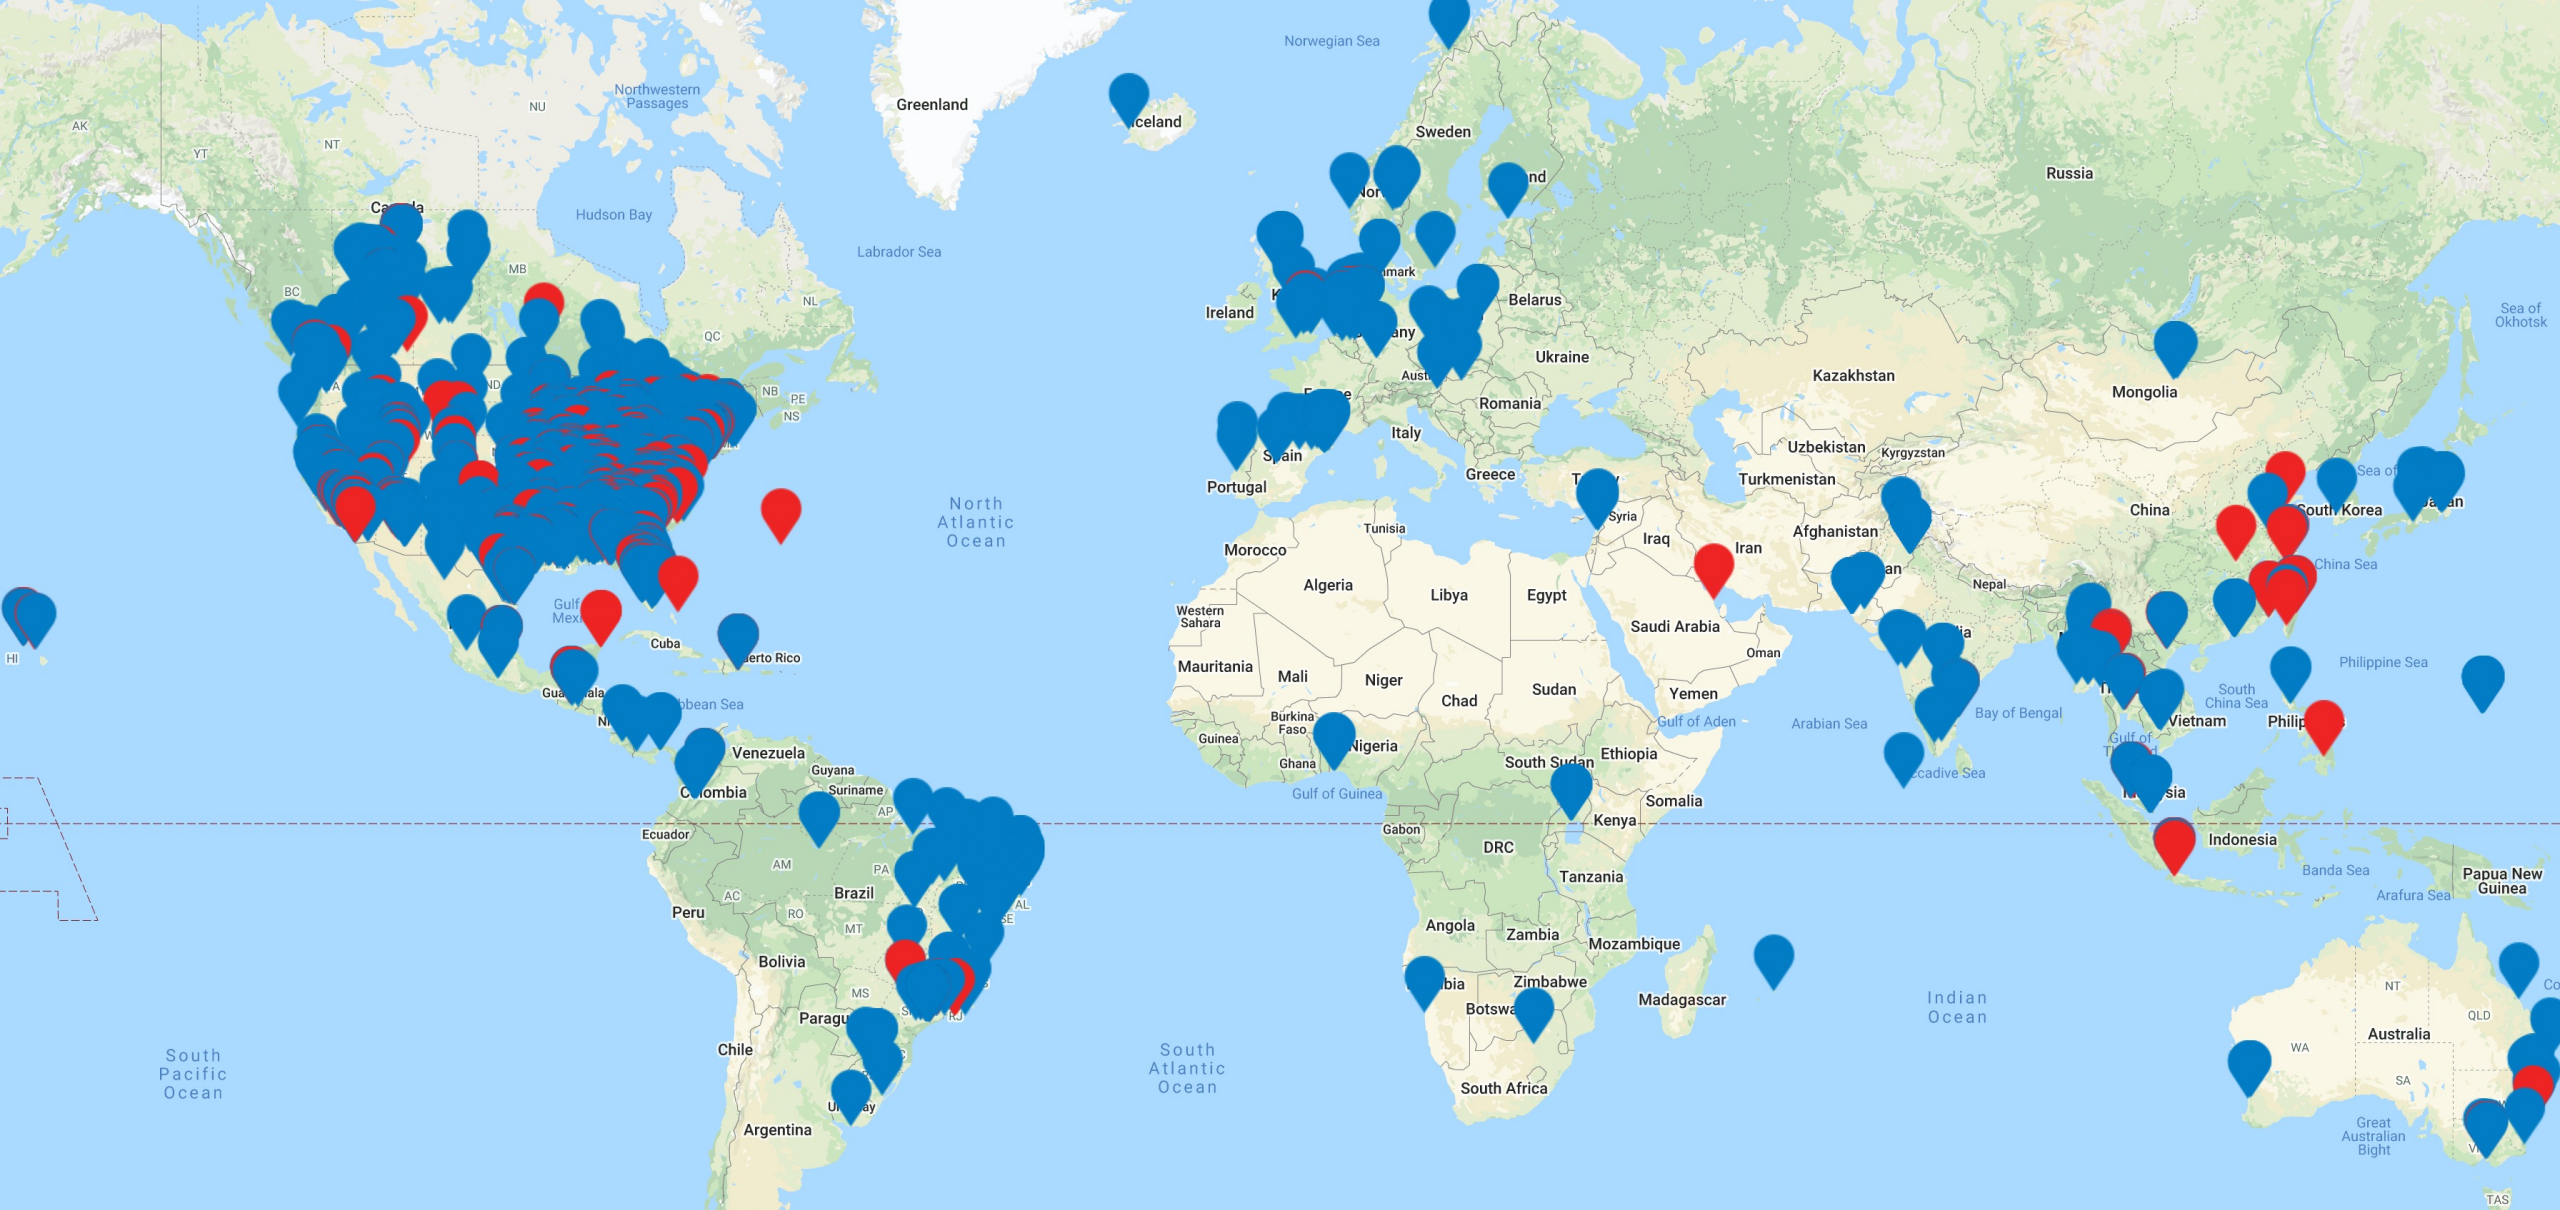 Norwegian Sea
Greenland
Northwestern
Passages
NU
AK
YT
NT
Sweden
Russia
Hudson Bay
Labrador Sea
MB
BC
NL
QC
NB
PE
NS
Ireland
Belarus
Ukraine
Romania
Italy
Greece
Portugal
Kazakhstan
Mongolia
Sea of
Okhotsk
Uzbekistan
Kyrgyzstan
Turkmenistan
China
South Korea
Afghanistan
Syria
Iraq
Iran
Nepal
North
Atlantic
Ocean
Tunisia
Morocco
Algeria
Libya
Egypt
Western
Sahara
Saudi Arabia
Oman
Yemen
Mauritania
Mali
Niger
Chad
Sudan
Burkina
Faso
Guinea
Ghana
Nigeria
Gulf of Guinea
South Sudan
Ethiopia
Somalia
Gulf of Aden
Arabian Sea
Bay of Bengal
China Sea
Philippine Sea
South
China Sea
Vietnam
HI
Cuba
Venezuela
Guyana
Suriname
AP
Ecuador
AM
PA
Brazil
AC
RO
MT
Peru
Bolivia
MS
AL
SE
RJ
Chile
Argentina
South
Pacific
Ocean
South
Atlantic
Ocean
Gabon
Kenya
DRC
Tanzania
Angola
Zambia
Mozambique
Zimbabwe
Madagascar
South Africa
Indian
Ocean
Indonesia
Banda Sea
Arafura Sea
Papua New
Guinea
NT
QLD
Australia
WA
SA
Great
Australian
Bight
TAS